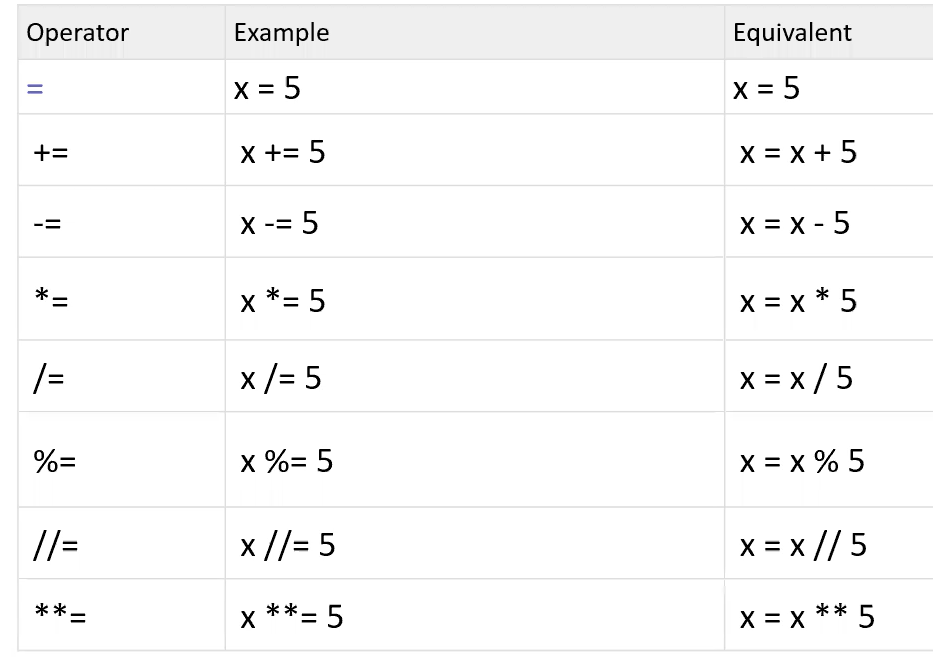 Operator Example Equivalent
= x = 5 x = 5
+= x += 5 x = x + 5
-= x -= 5 x = x - 5
*= x *= 5 x = x * 5
/= x /= 5 x = x / 5
%= x %= 5 x = x % 5
//= x //= 5 x = x // 5
**= x **= 5 x = x ** 5